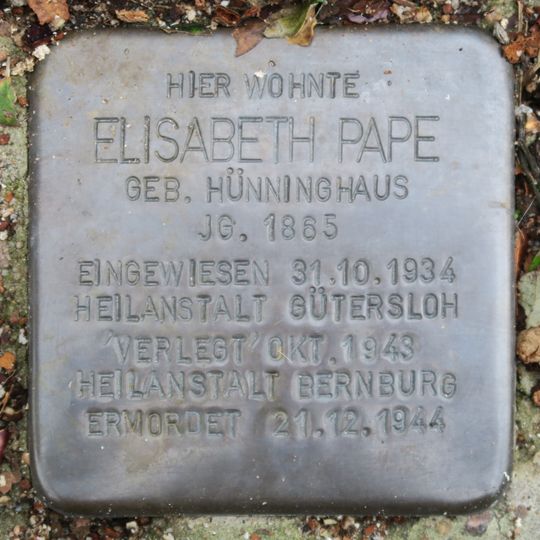 HIER WOHNTE
ELISABETH PAPE
GEB. HÜNNINGHAUS
JG. 1865
EINGEWIESEN 31.10.1934
HEILANSTALT GÜTERSLOH
'VERLEGT' OKT. 1943
HEILANSTALT BERNBURG
ERMORDET 21.12.1944